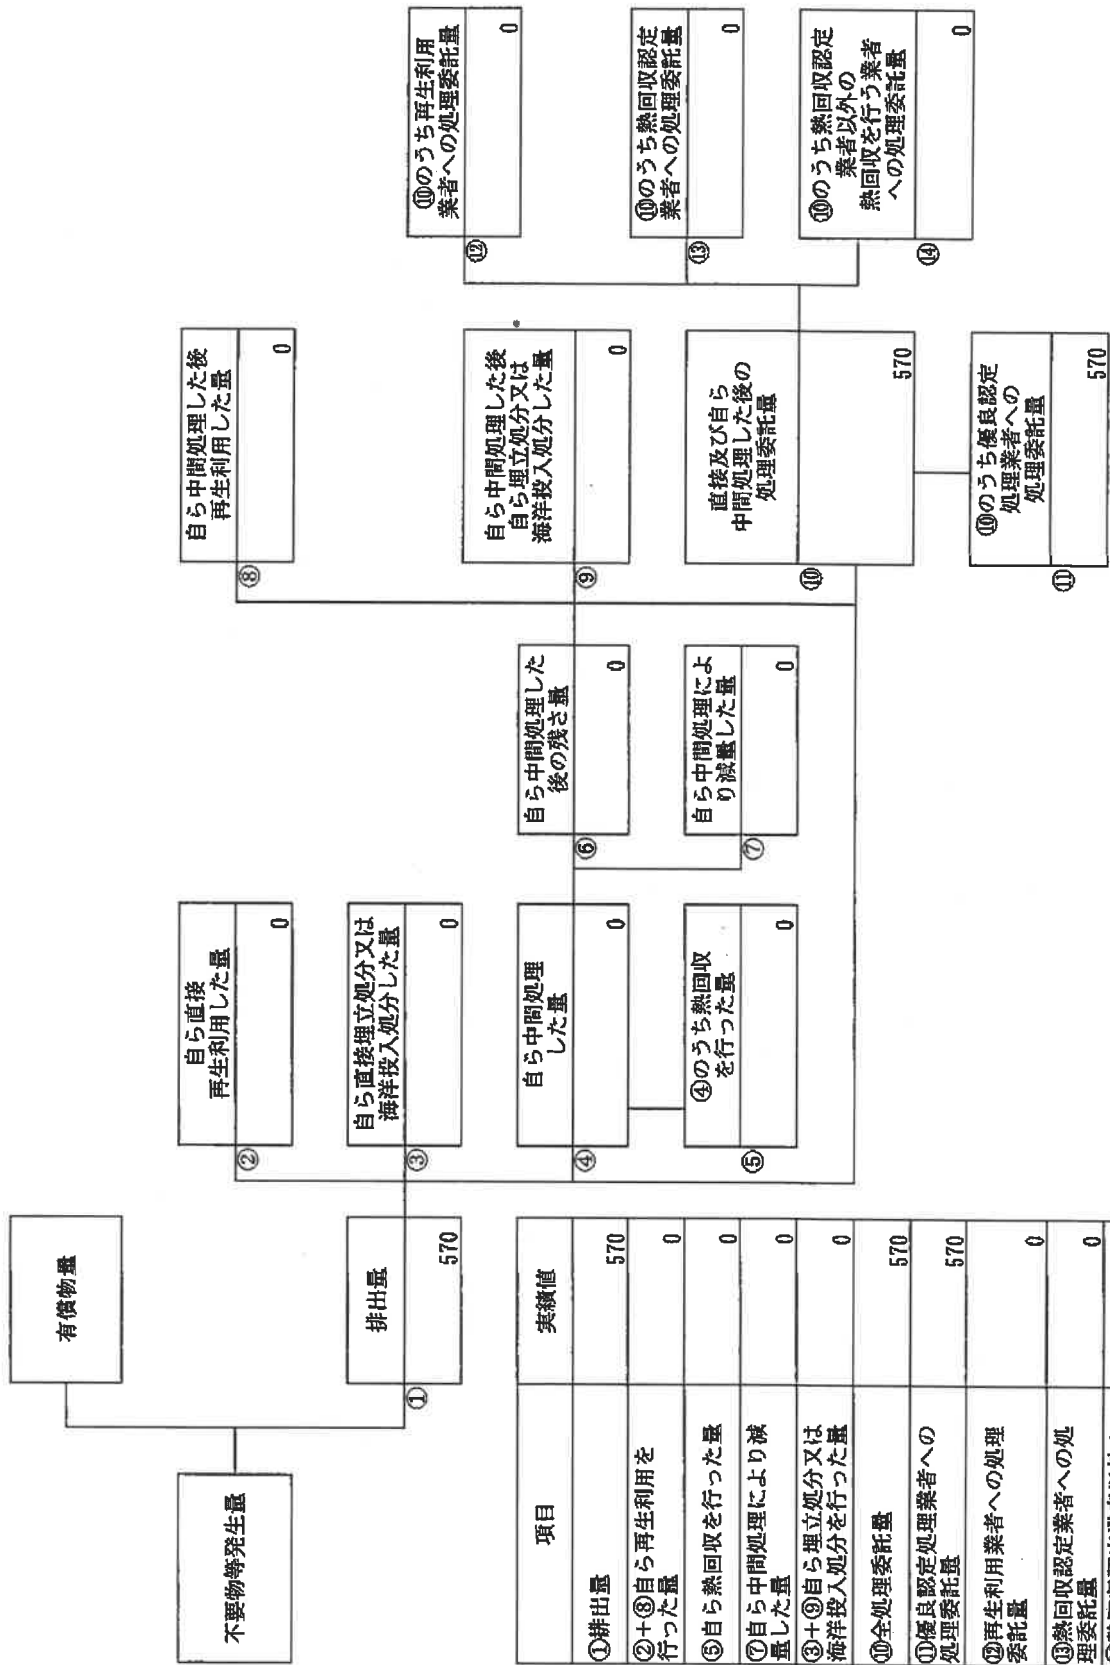 不要物等発生量
有償物量
排出量
①
570
自ら直接
再生利用した量
②
0
自ら直接埋立処分又は
海洋投入処分した量
③
0
自ら中間処理
した量
④
0
④のうち熱回収
を行った量
⑤
0
自ら中間処理した
後の残さ量
⑥
0
自ら中間処理によ
り減量した量
⑦
0
自ら中間処理した後
再生利用した量
⑧
0
自ら中間処理した後
自ら埋立処分又は
海洋投入処分した量
⑨
0
直接及び自ら
中間処理した後の
処理委託量
⑩
570
⑩のうち優良認定
処理業者への
処理委託量
⑪
570
⑩のうち再生利用
業者への処理委託量
⑫
0
⑩のうち熱回収認定
業者への処理委託量
⑬
0
⑩のうち熱回収認定
業者以外の
熱回収を行う業者
への処理委託量
⑭
0
項目 実績値
①排出量 570
②+⑧自ら再生利用を
行った量 0
⑤自ら熱回収を行った量 0
⑦自ら中間処理により減
量した量 0
③+⑨自ら埋立処分又は
海洋投入処分を行った量 0
⑩全処理委託量 570
⑪優良認定処理業者への
処理委託量 570
⑫再生利用業者への処理
委託量 0
⑬熱回収認定業者への処
理委託量 0